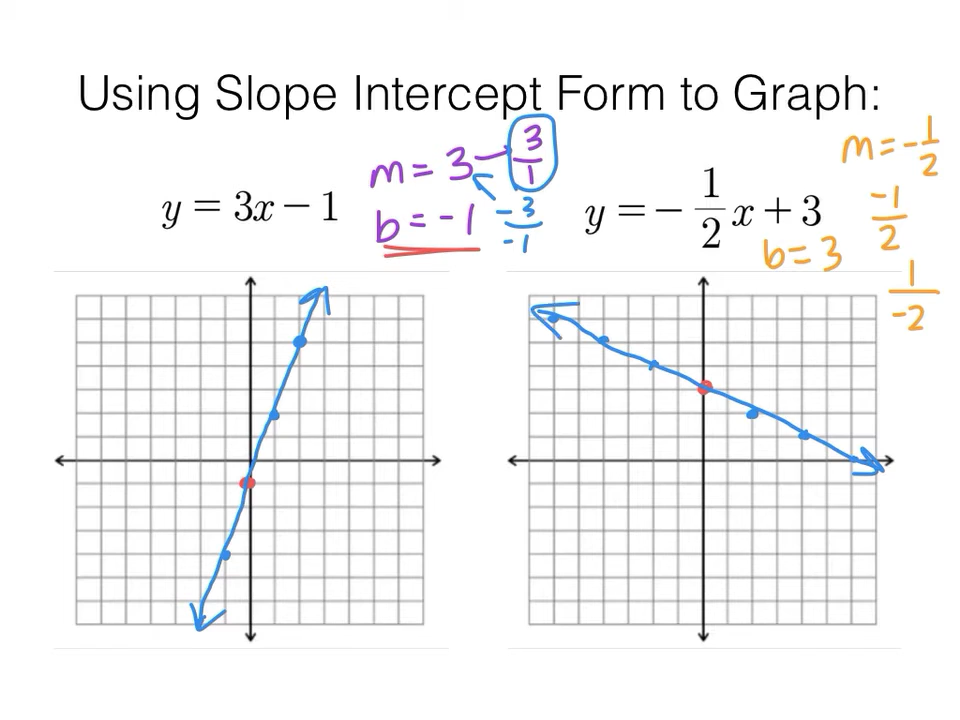 Using Slope Intercept Form to Graph:
y = 3x − 1
m = 3 3/1
b = −1 −3/−1
y = − 1/2 x + 3
b = 3
m = −1/2
−1/2
1/−2